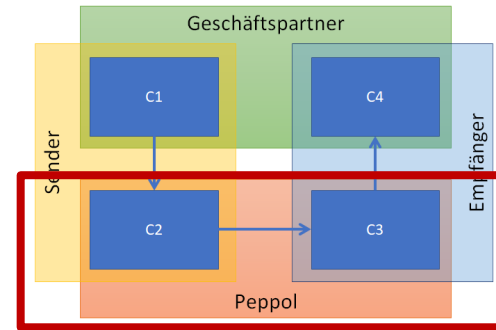 Geschäftspartner
C1
C4
Sender
Empfänger
C2
C3
Peppol